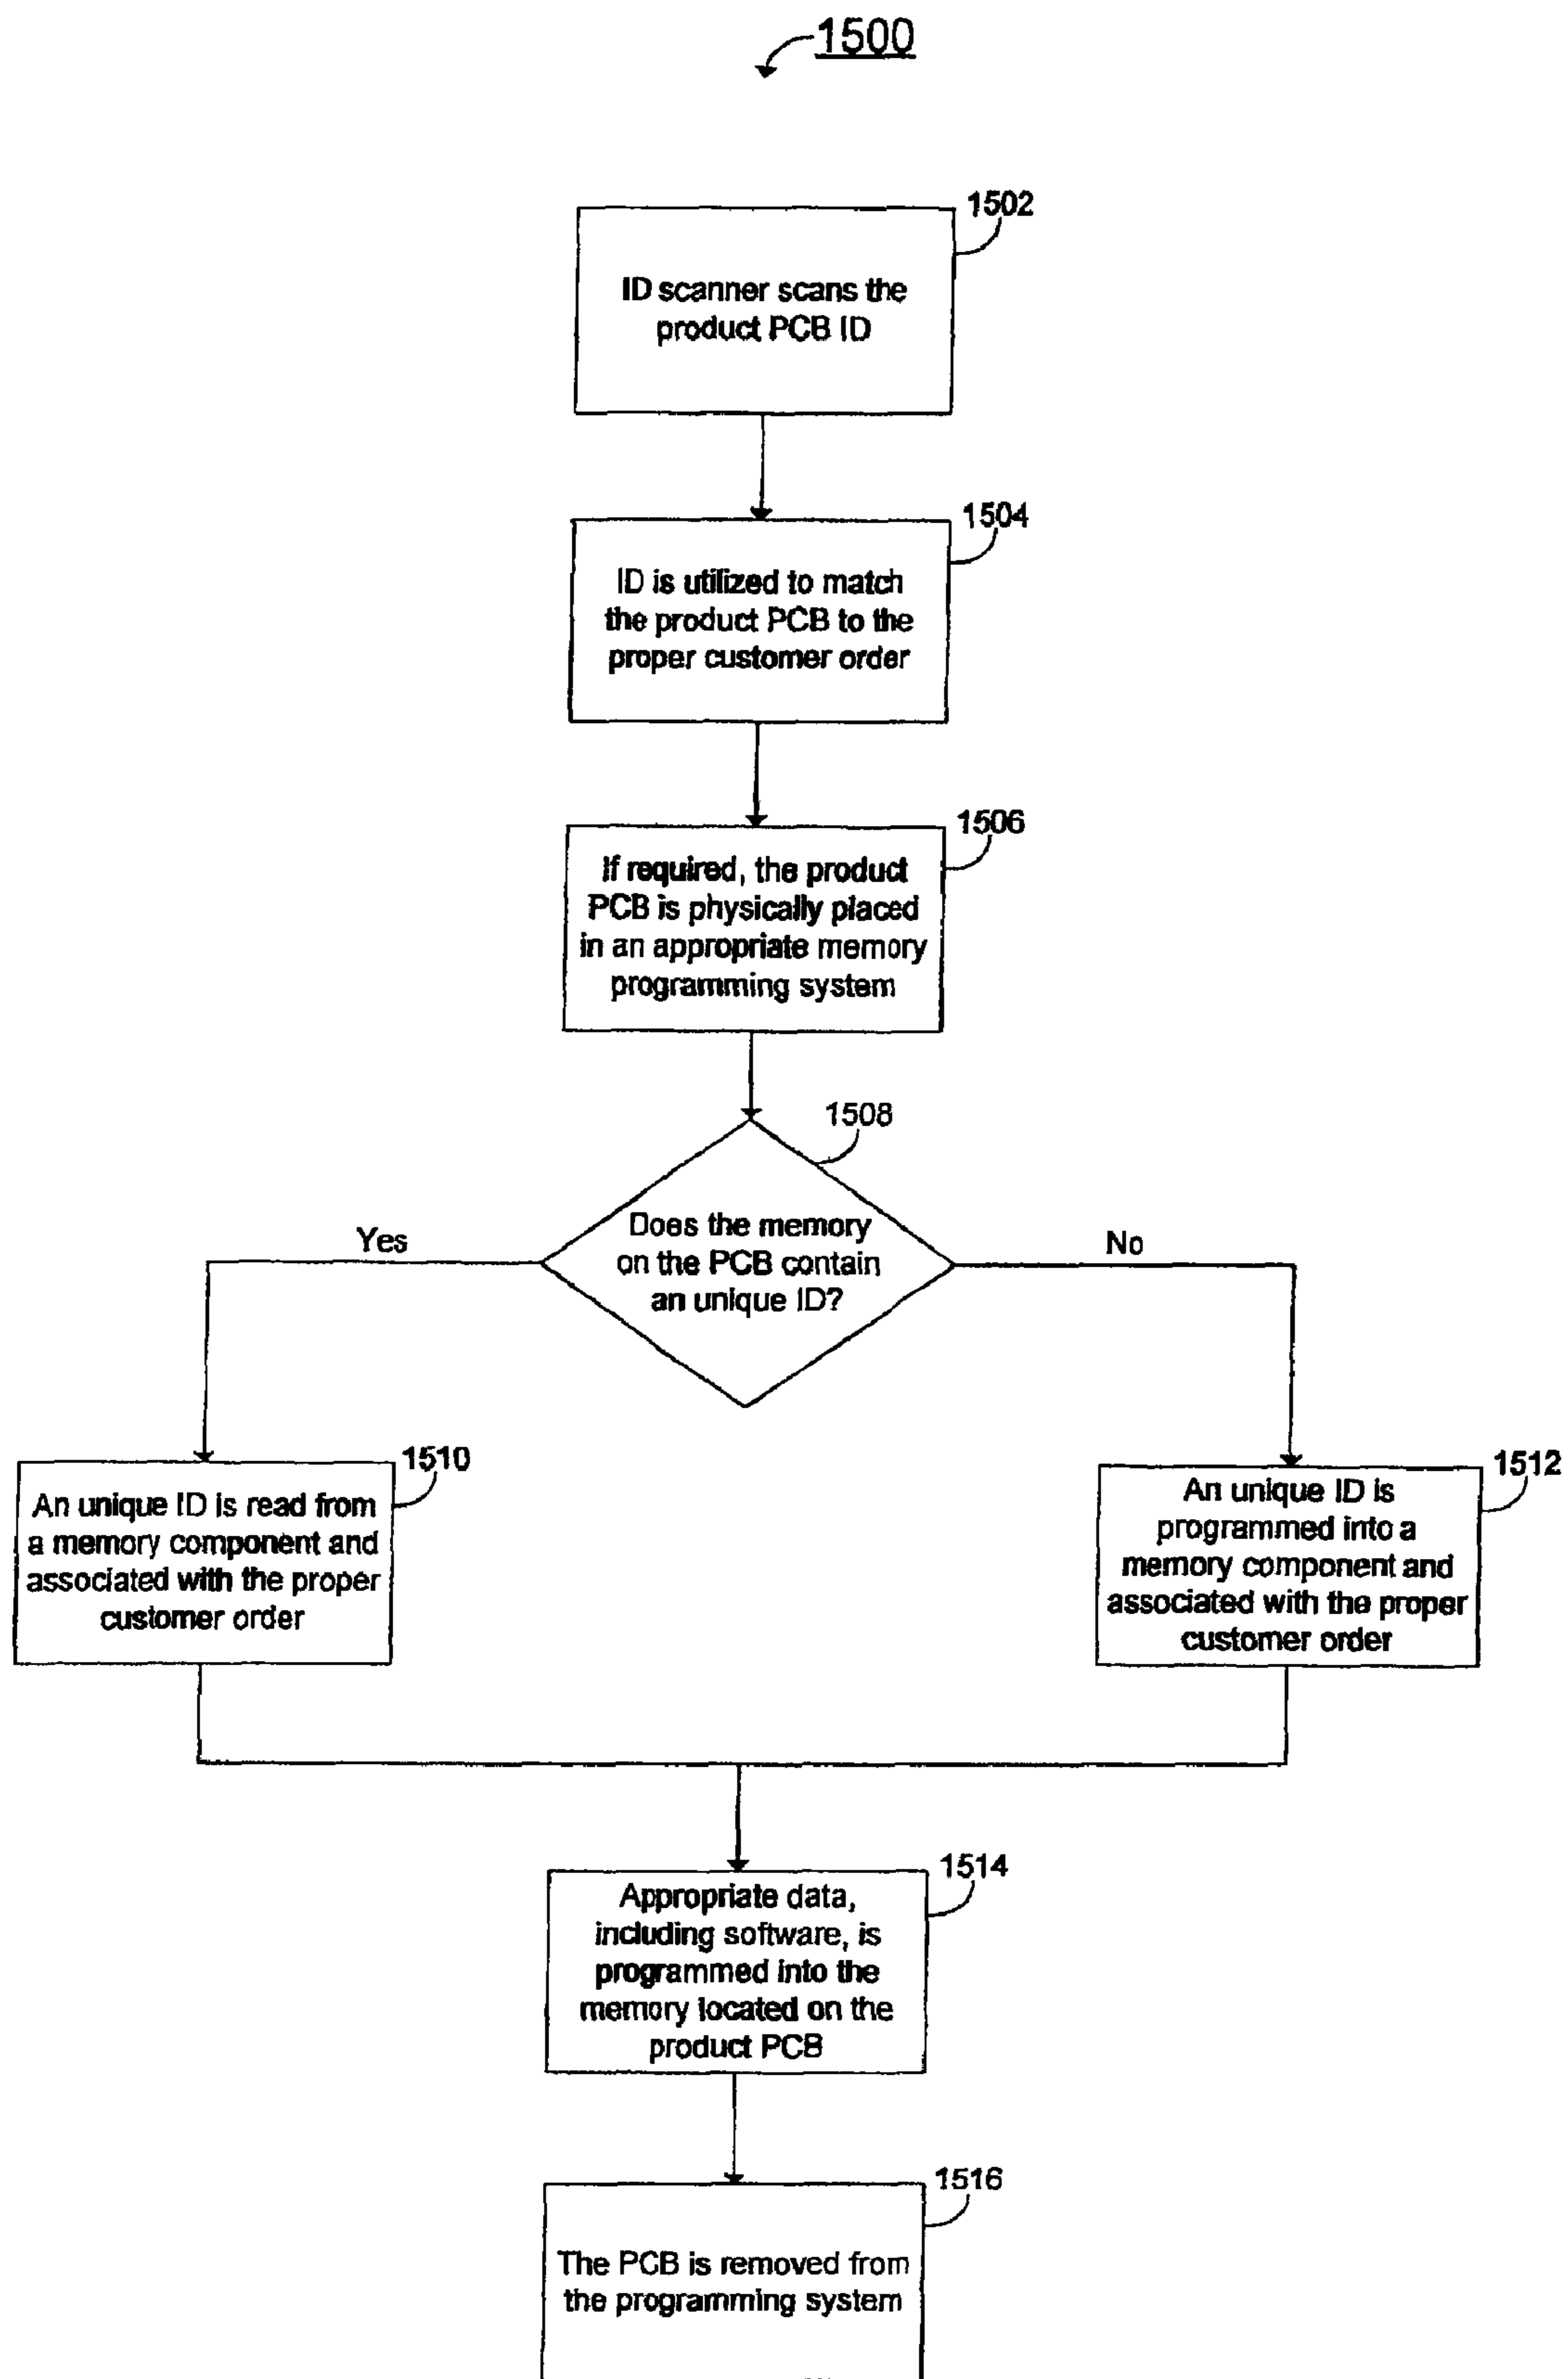 1500
1502
ID scanner scans the
product PCB ID
1504
ID is utilized to match
the product PCB to the
proper customer order
1506
If required, the product
PCB is physically placed
in an appropriate memory
programming system
1508
Does the memory
on the PCB contain
an unique ID?
Yes
No
1510
An unique ID is read from
a memory component and
associated with the proper
customer order
1512
An unique ID is
programmed into a
memory component and
associated with the proper
customer order
1514
Appropriate data,
including software, is
programmed into the
memory located on the
product PCB
1516
The PCB is removed from
the programming system